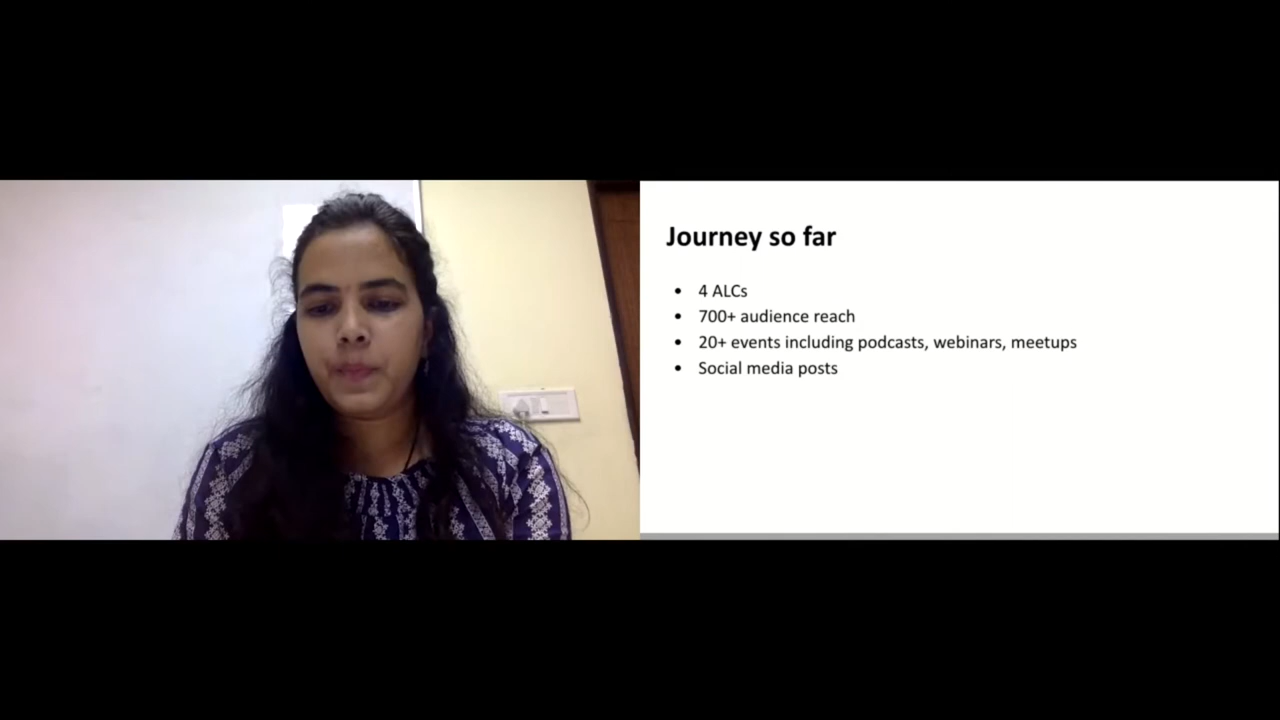 Journey so far
• 4 ALCs
• 700+ audience reach
• 20+ events including podcasts, webinars, meetups
• Social media posts